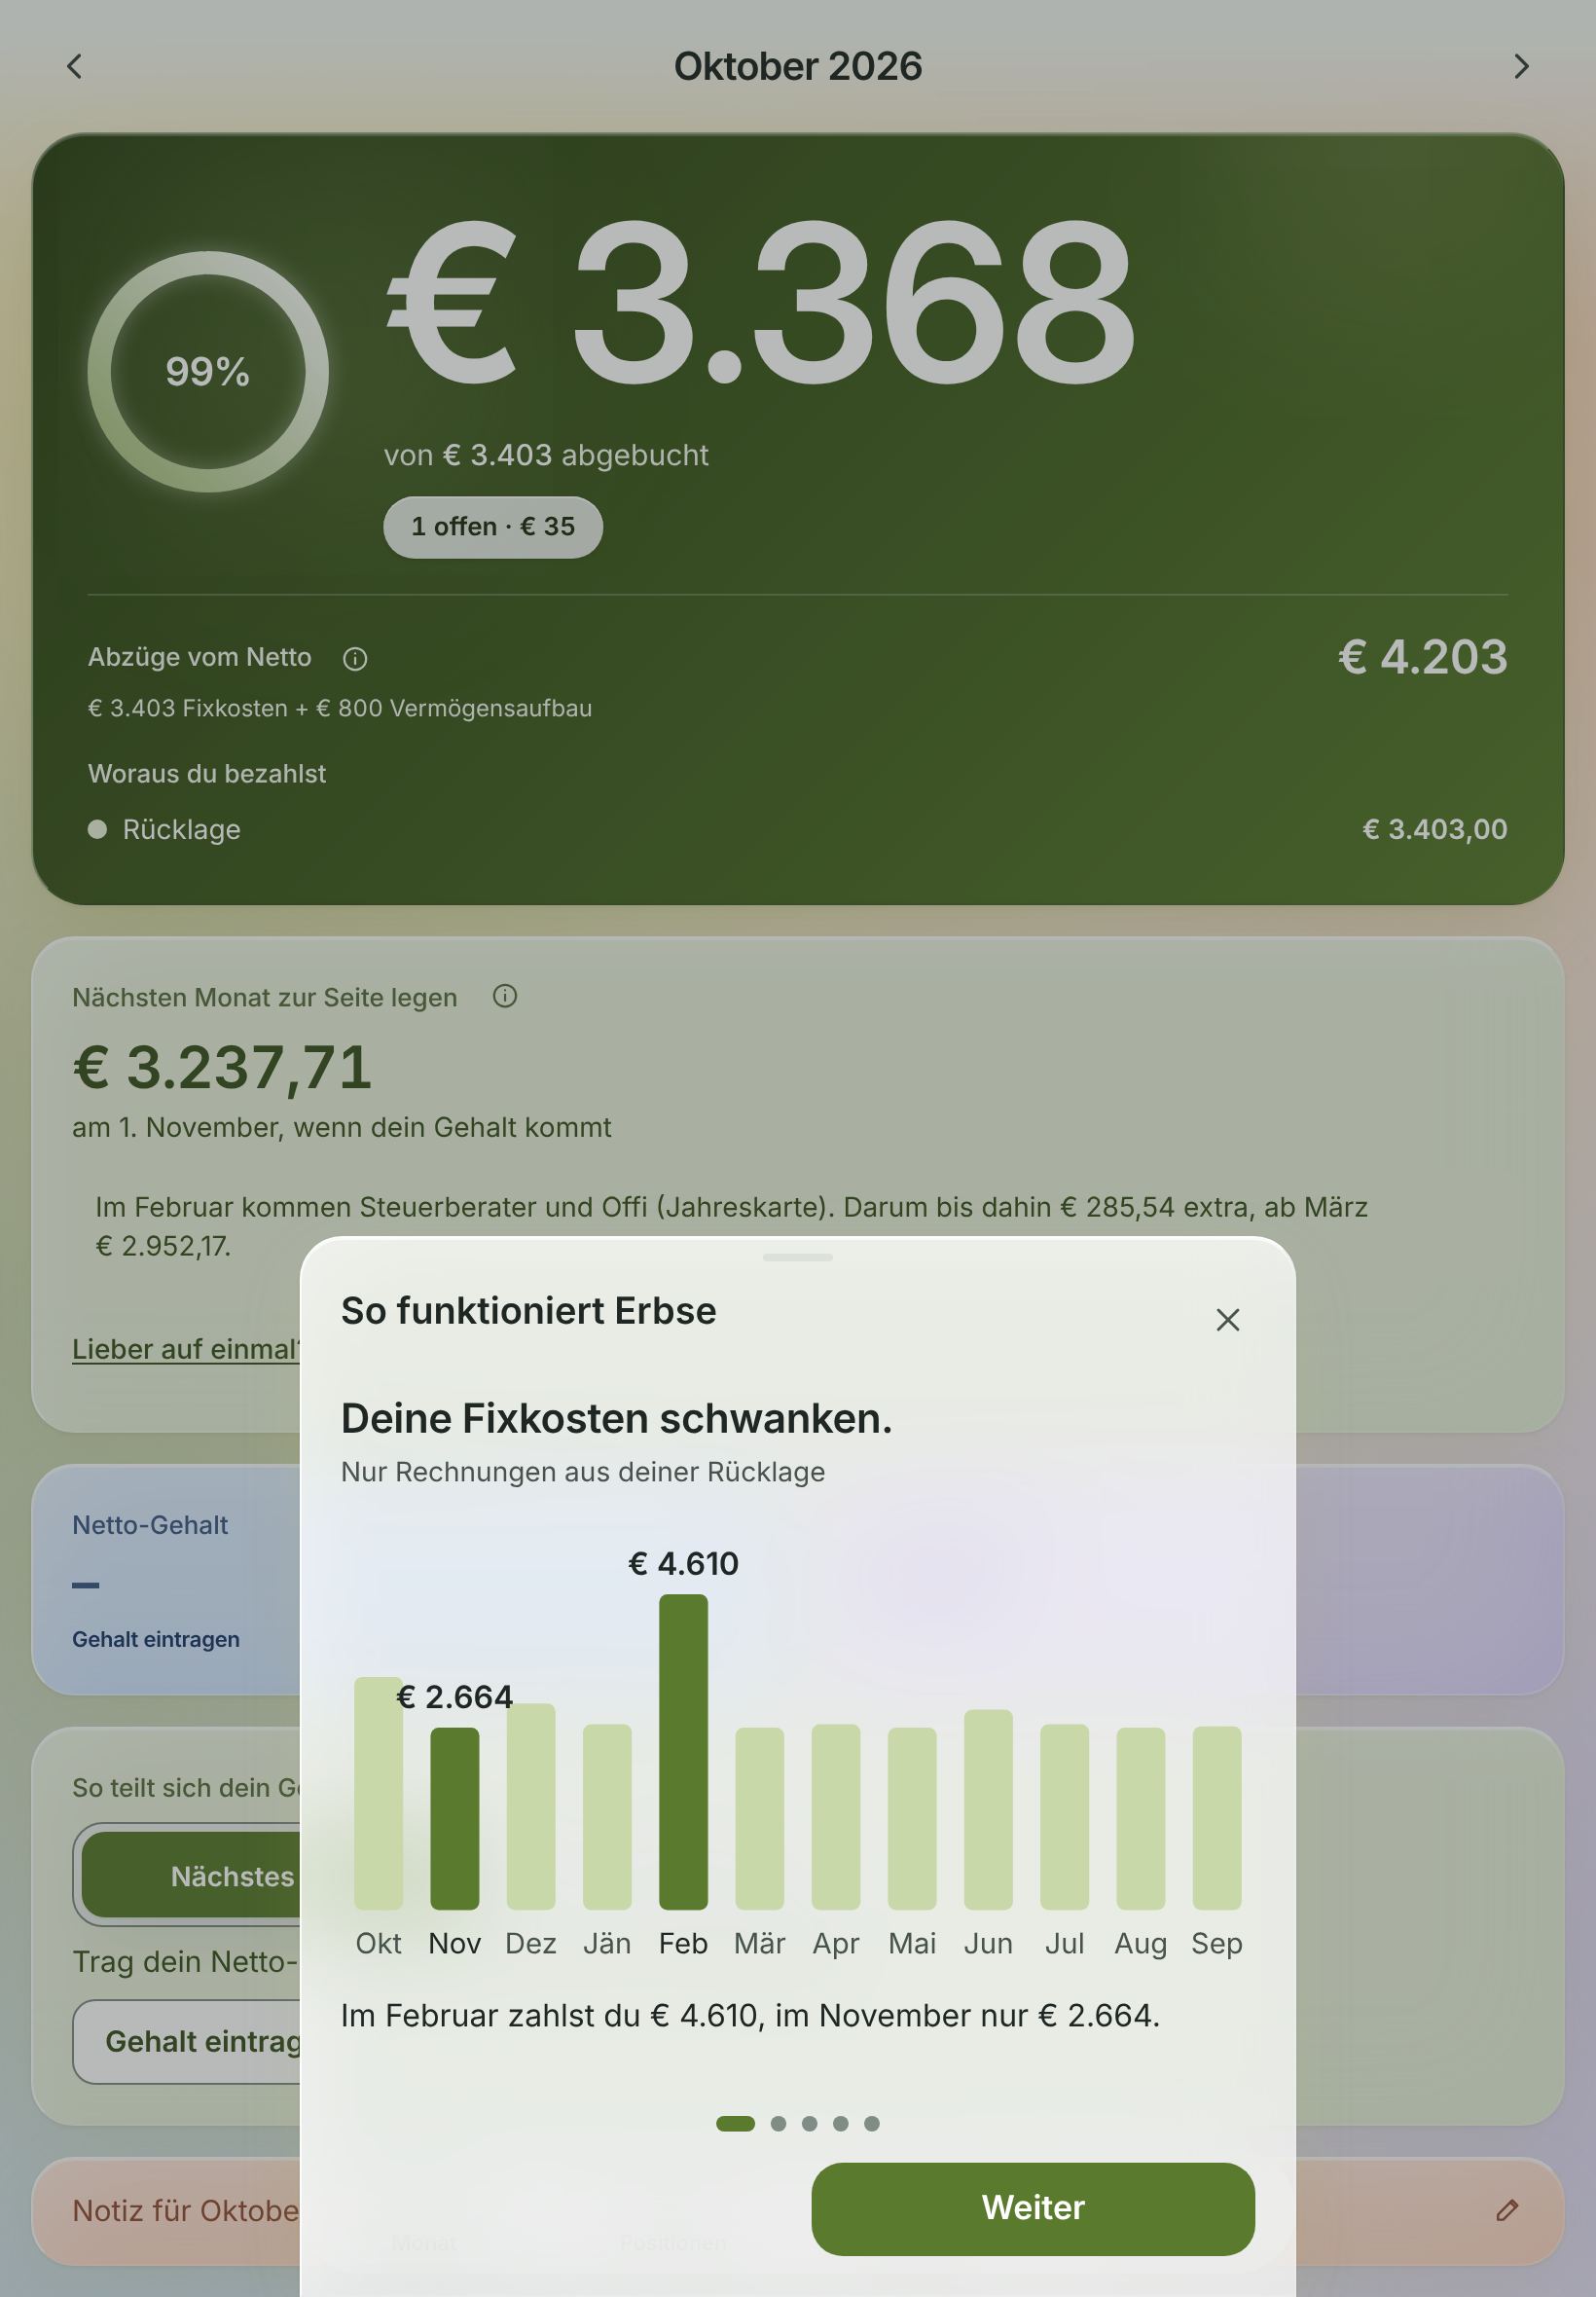 Oktober 2026
99%
€ 3.368
von € 3.403 abgebucht
1 offen · € 35
Abzüge vom Netto
€ 4.203
€ 3.403 Fixkosten + € 800 Vermögensaufbau
Woraus du bezahlst
Rücklage
€ 3.403,00
Nächsten Monat zur Seite legen
€ 3.237,71
am 1. November, wenn dein Gehalt kommt
Im Februar kommen Steuerberater und Offi (Jahreskarte). Darum bis dahin € 285,54 extra, ab März
€ 2.952,17.
Lieber auf einmal?
Netto-Gehalt
–
Gehalt eintragen
So teilt sich dein
Nächstes
Trag dein Netto-
Gehalt eintrag
Notiz für Oktobe
So funktioniert Erbse
Deine Fixkosten schwanken.
Nur Rechnungen aus deiner Rücklage
€ 4.610
€ 2.664
Okt Nov Dez Jän Feb Mär Apr Mai Jun Jul Aug Sep
Im Februar zahlst du € 4.610, im November nur € 2.664.
Monat
Positionen
Weiter